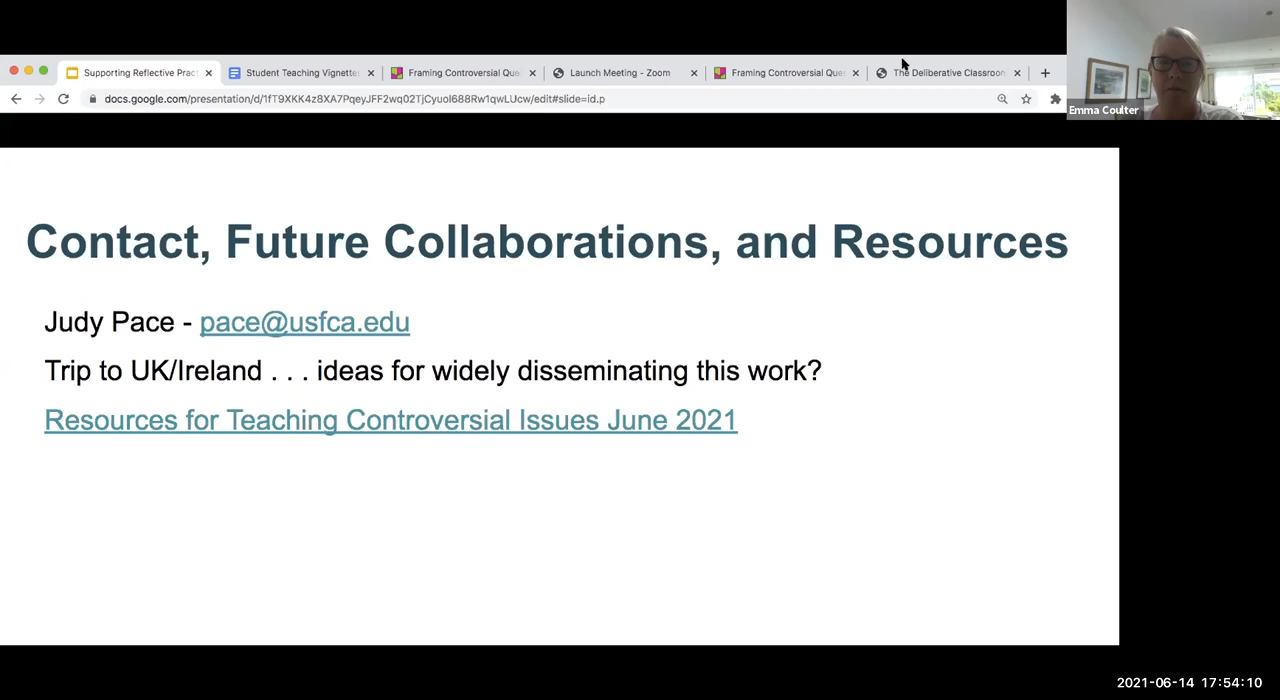 Supporting Reflective Prac
Student Teaching Vignette
Framing Controversial Que
Launch Meeting - Zoom
Framing Controversial Ques
The Deliberative Classroom
docs.google.com/presentation/d/1fT9XKK4z8XA7PqeyJFF2wq02TjCyuoI688Rw1qwLUcw/edit#slide=id.p
Emma Coulter
Contact, Future Collaborations, and Resources
Judy Pace - pace@usfca.edu
Trip to UK/Ireland . . . ideas for widely disseminating this work?
Resources for Teaching Controversial Issues June 2021
2021-06-14 17:54:10